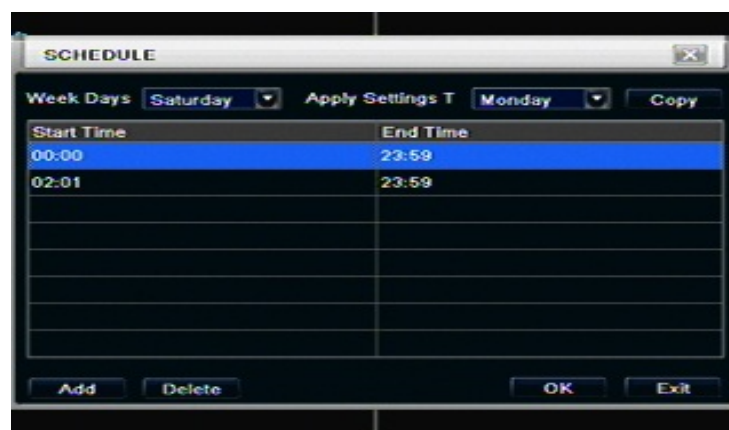 SCHEDULE
Week Days Saturday Apply Settings T Monday Copy
Start Time End Time
00:00 23:59
02:01 23:59
Add Delete OK Exit